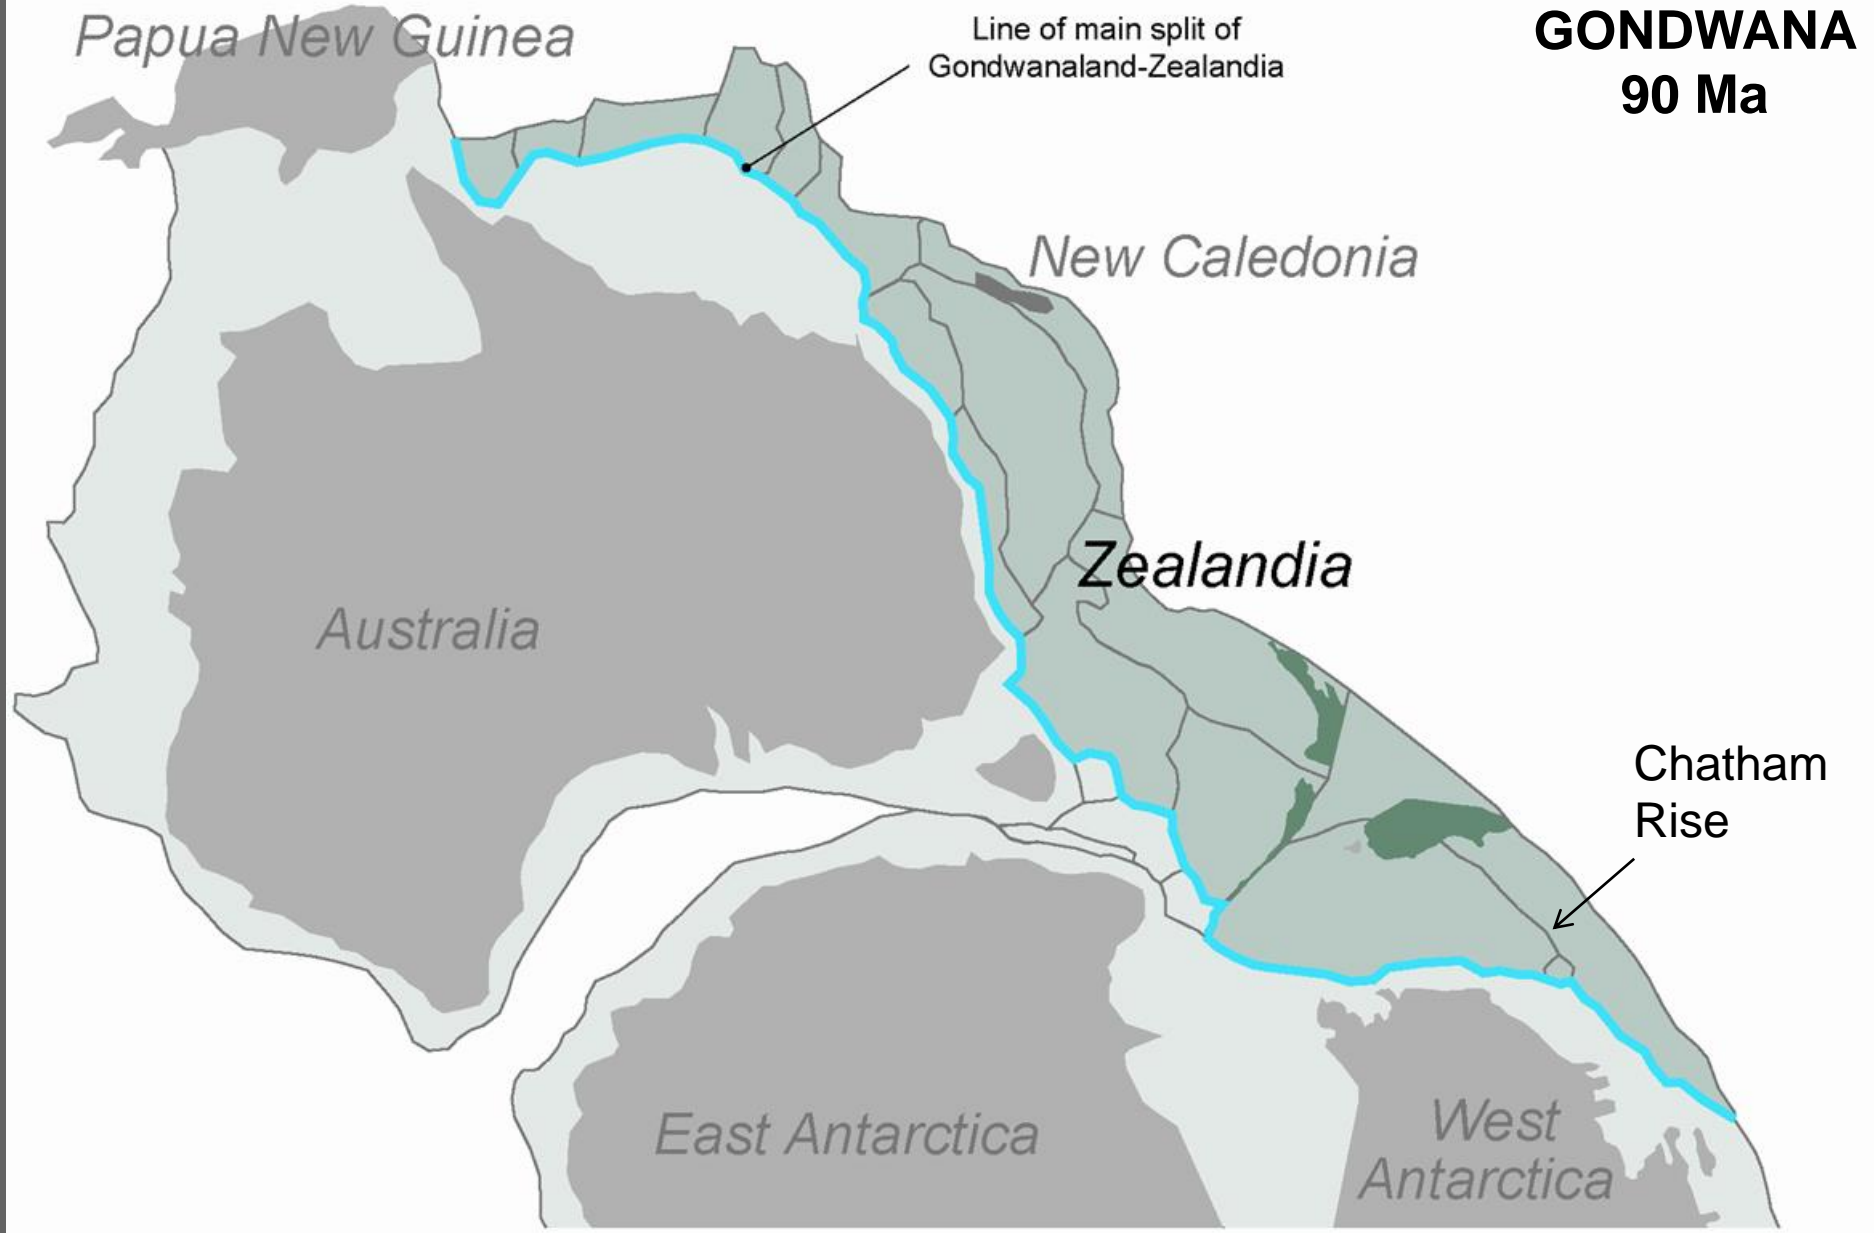 Papua New Guinea
Line of main split of
Gondwanaland-Zealandia
GONDWANA
90 Ma
New Caledonia
Zealandia
Australia
Chatham
Rise
East Antarctica
West
Antarctica